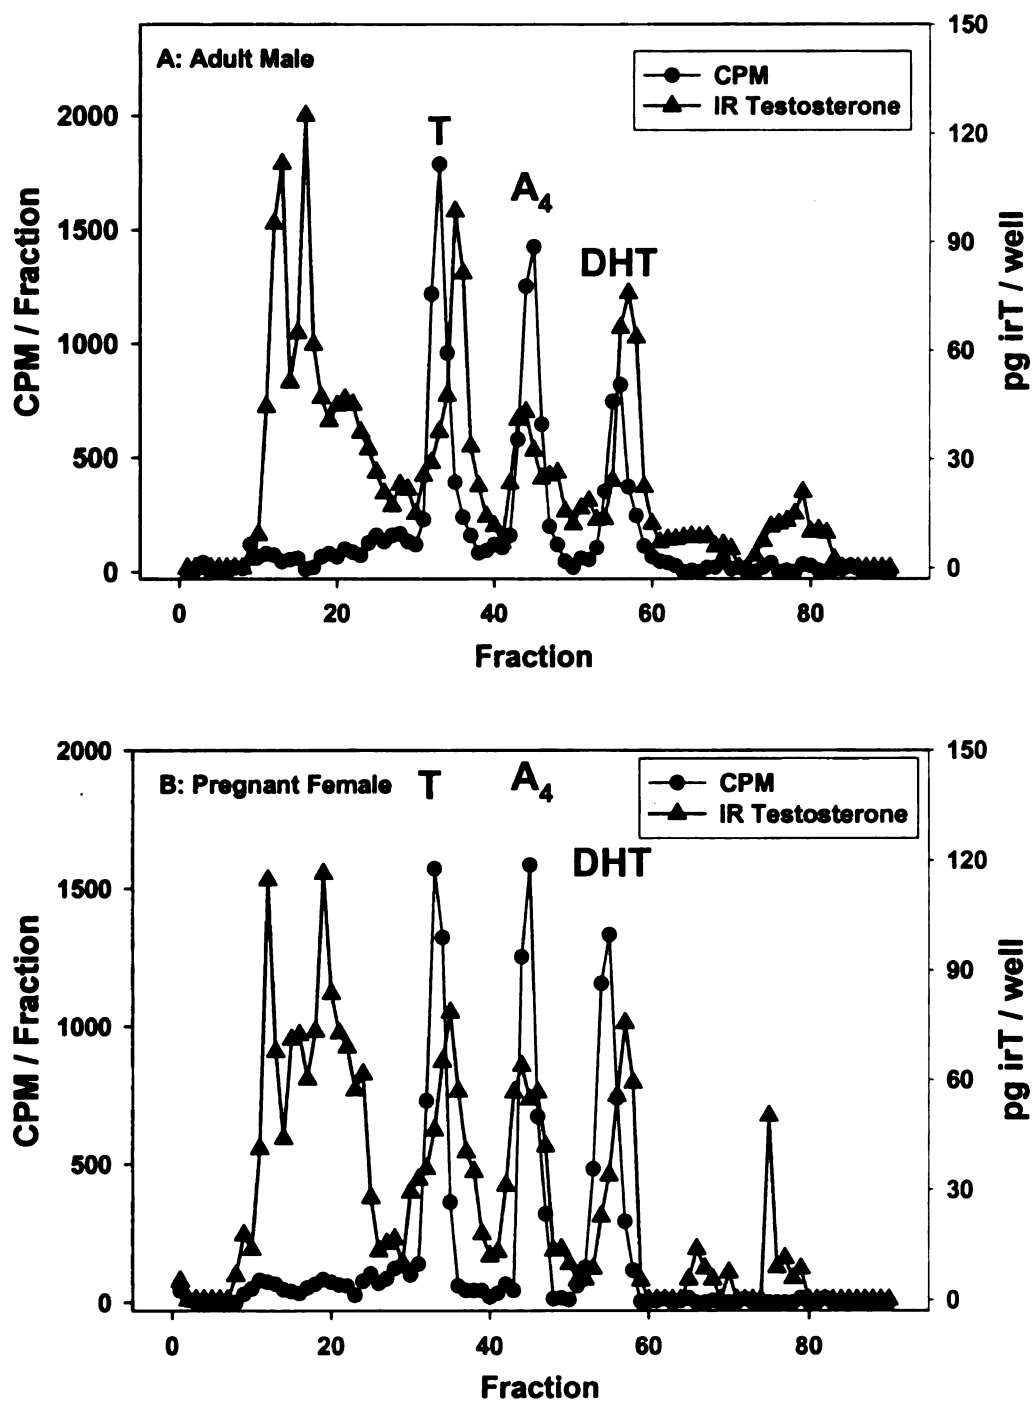 A: Adult Male
CPM
IR Testosterone
T
A4
DHT
2000
1500
1000
500
0
150
120
90
60
30
0
0
20
40
60
80
CPM / Fraction
pg irT / well
Fraction
B: Pregnant Female
CPM
IR Testosterone
T
A4
DHT
2000
1500
1000
500
0
150
120
90
60
30
0
0
20
40
60
80
CPM / Fraction
pg irT / well
Fraction